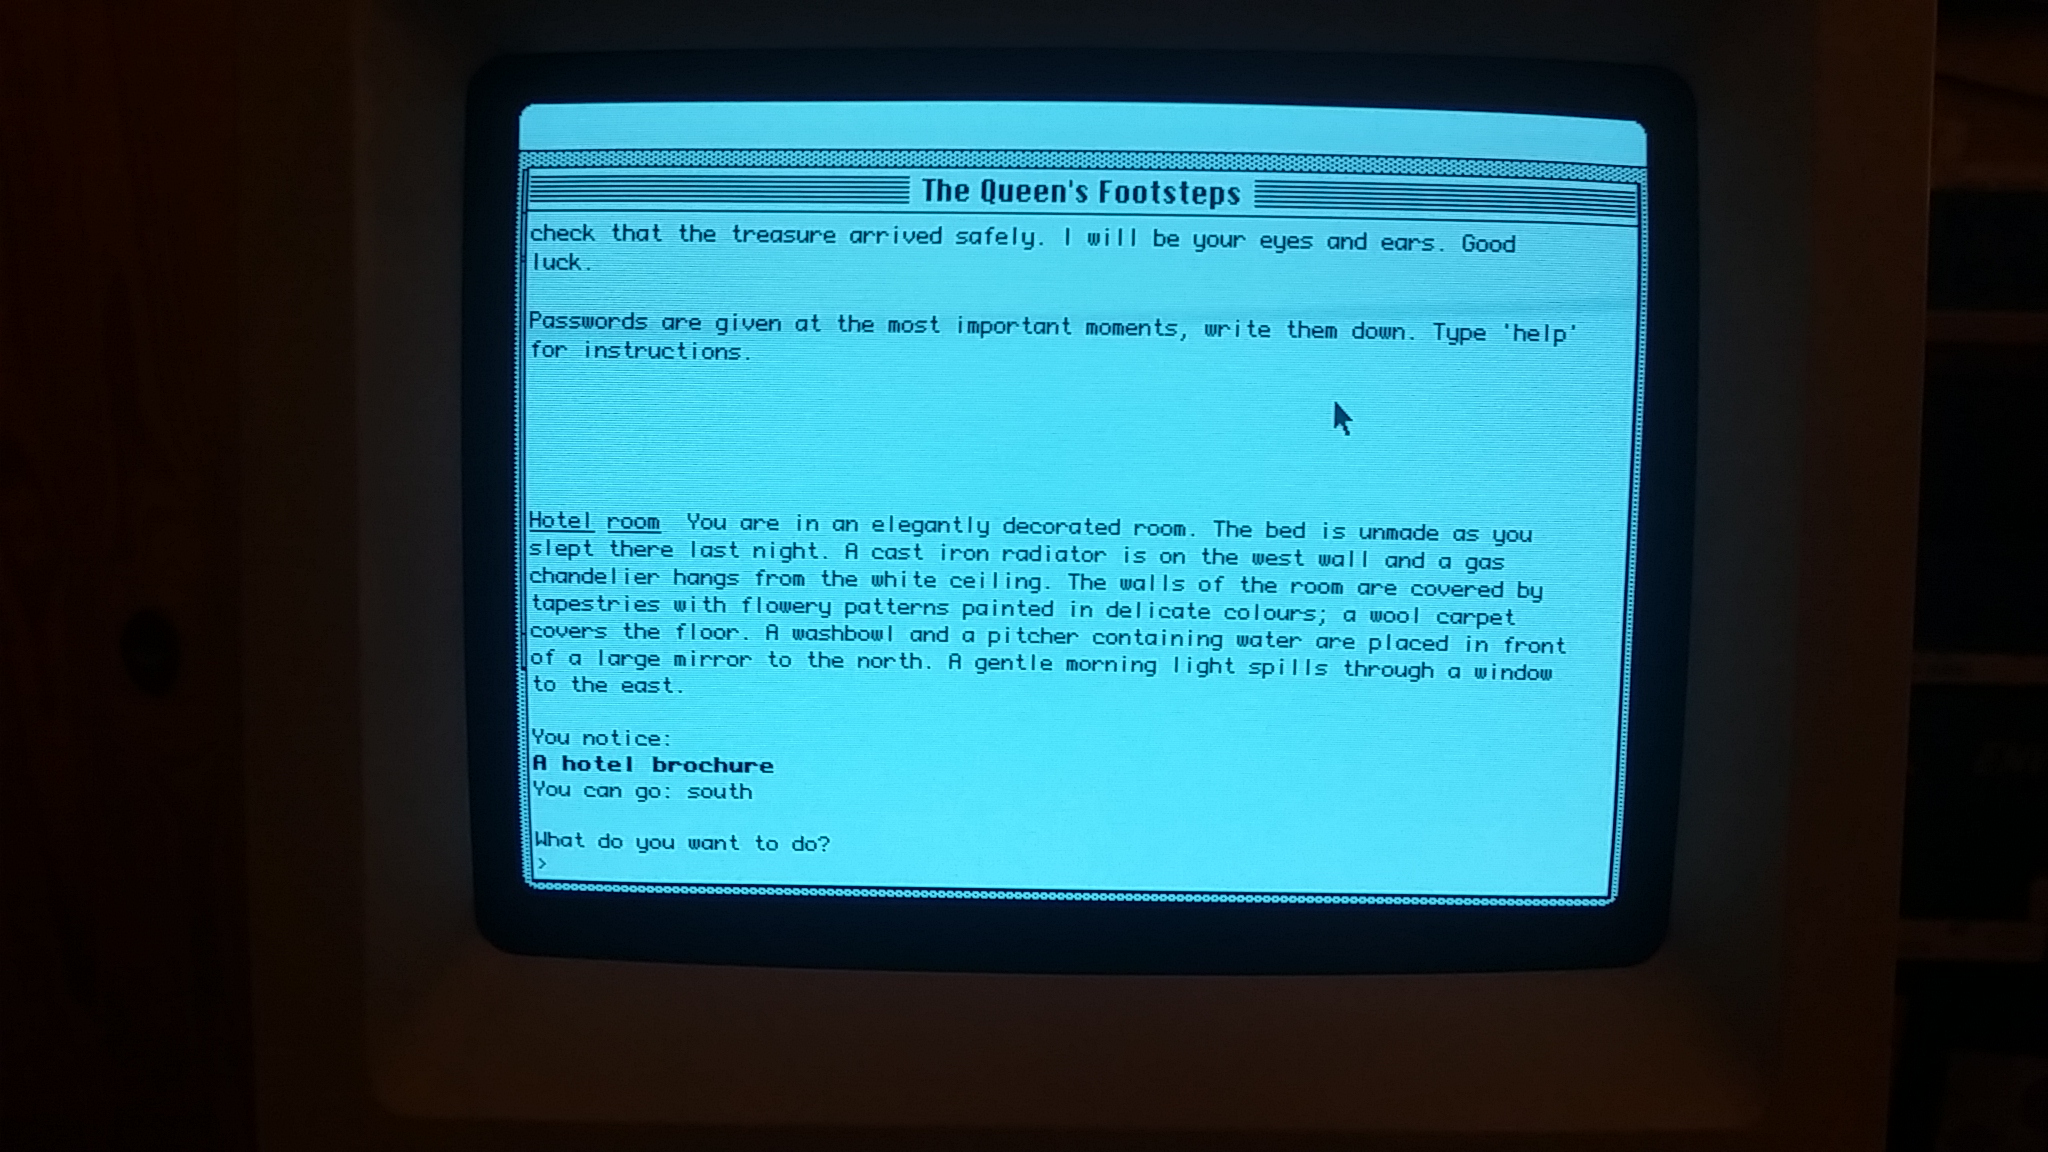 The Queen's Footsteps
check that the treasure arrived safely. I will be your eyes and ears. Good
luck.
Passwords are given at the most important moments, write them down. Type 'help'
for instructions.
Hotel room  You are in an elegantly decorated room. The bed is unmade as you
slept there last night. A cast iron radiator is on the west wall and a gas
chandelier hangs from the white ceiling. The walls of the room are covered by
tapestries with flowery patterns painted in delicate colours; a wool carpet
covers the floor. A washbowl and a pitcher containing water are placed in front
of a large mirror to the north. A gentle morning light spills through a window
to the east.
You notice:
A hotel brochure
You can go: south
What do you want to do?
>